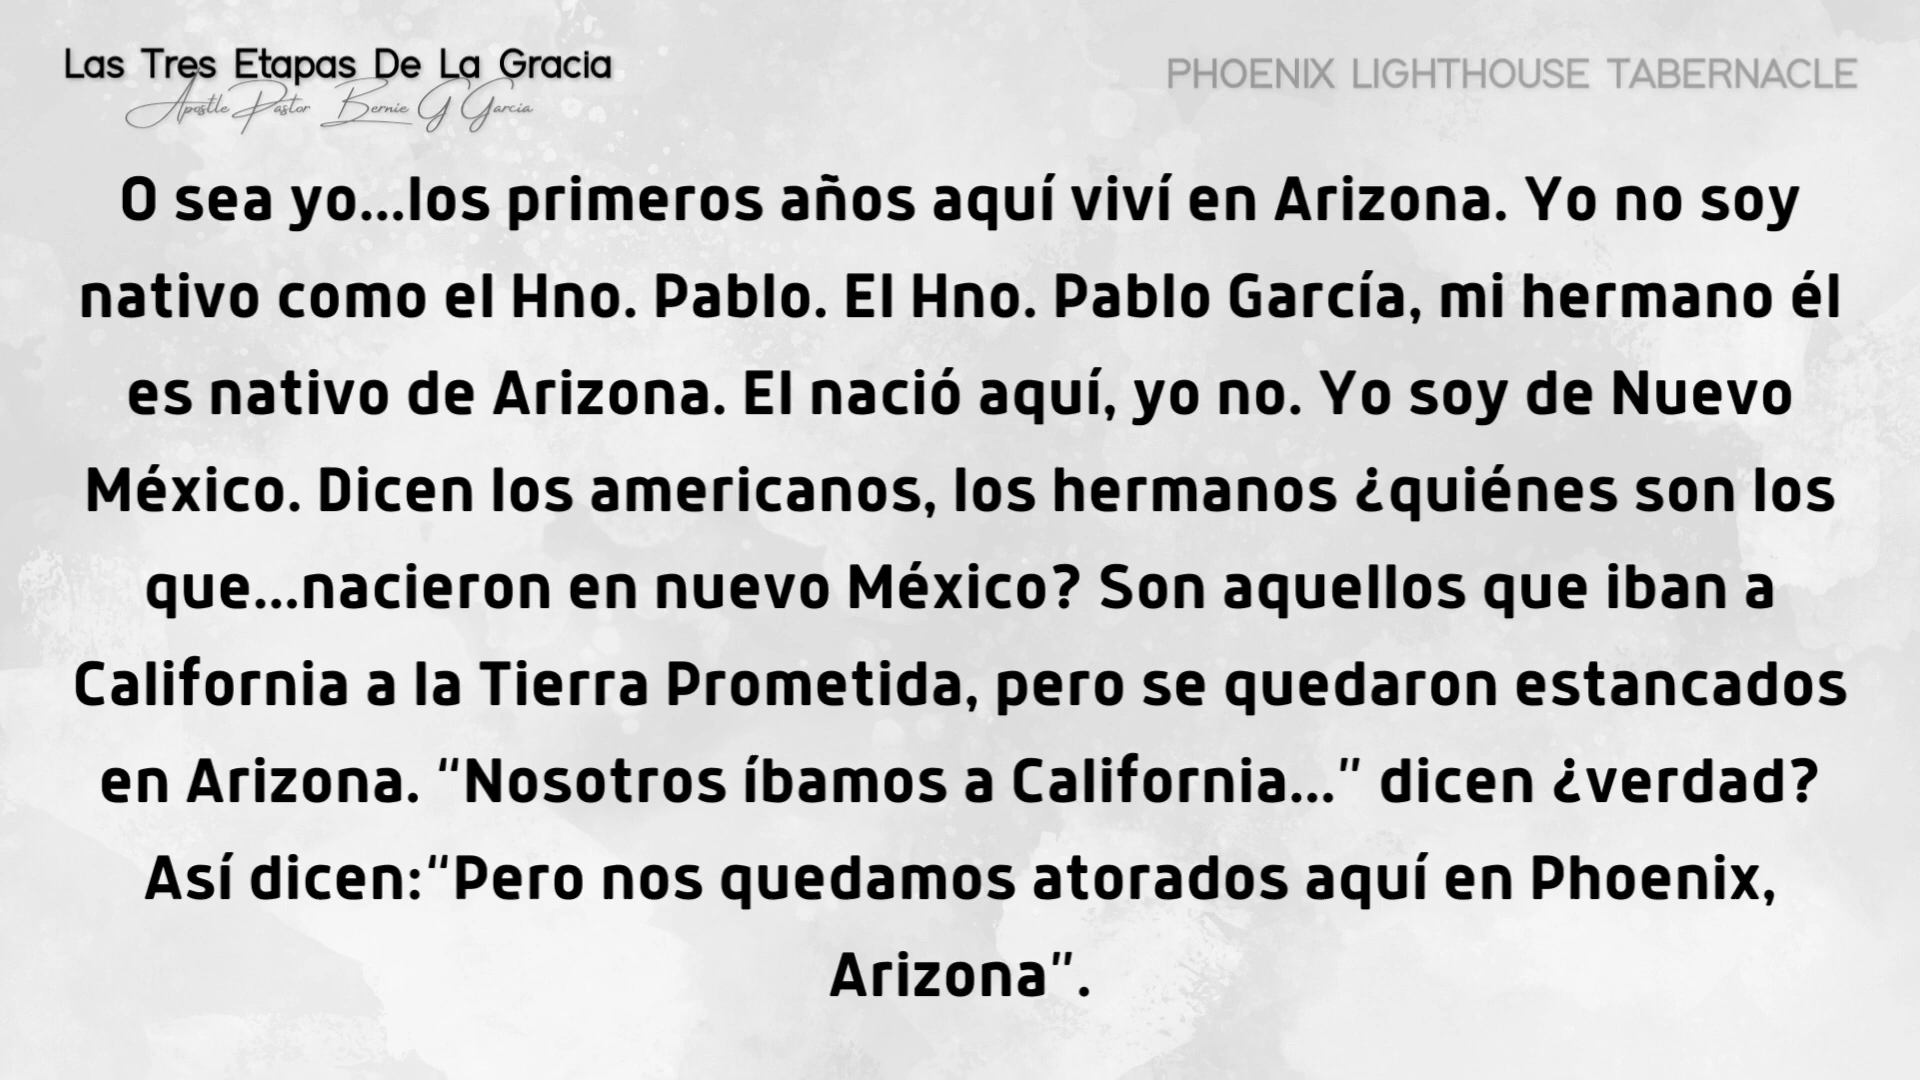 Las Tres Etapas De La Gracia
Apostle Pastor Bernie G Garcia
PHOENIX LIGHTHOUSE TABERNACLE
O sea yo...los primeros años aquí viví en Arizona. Yo no soy
nativo como el Hno. Pablo. El Hno. Pablo García, mi hermano él
es nativo de Arizona. El nació aquí, yo no. Yo soy de Nuevo
México. Dicen los americanos, los hermanos ¿quiénes son los
que...nacieron en nuevo México? Son aquellos que iban a
California a la Tierra Prometida, pero se quedaron estancados
en Arizona. “Nosotros íbamos a California...” dicen ¿verdad?
Así dicen:“Pero nos quedamos atorados aquí en Phoenix,
Arizona”.